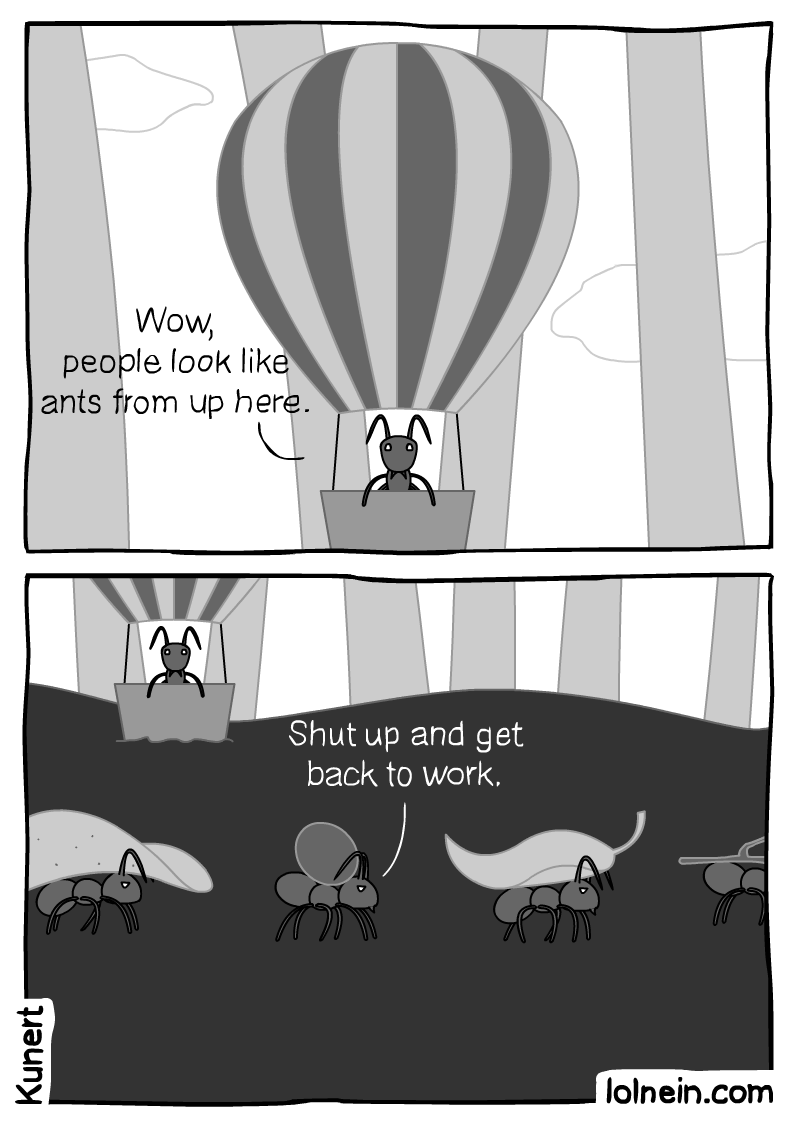 Wow,
people look like
ants from up here.
Shut up and get
back to work.
Kunert
lolnein.com